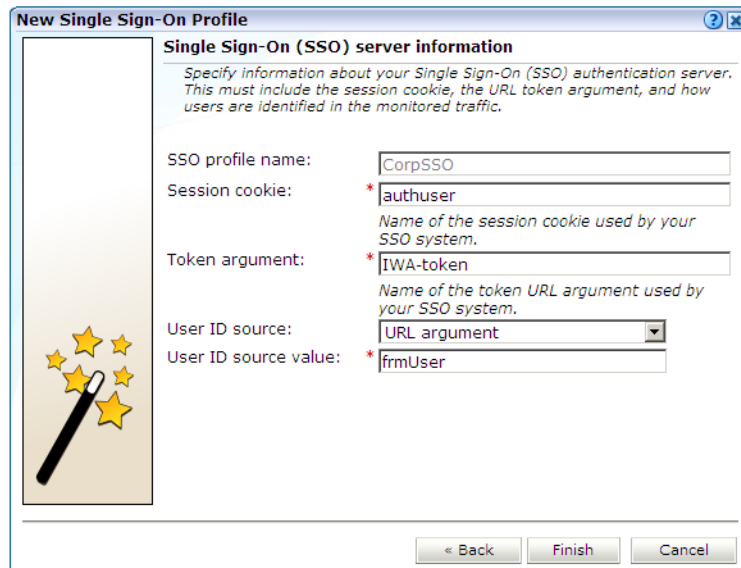 New Single Sign-On Profile
?
Single Sign-On (SSO) server information
Specify information about your Single Sign-On (SSO) authentication server.
This must include the session cookie, the URL token argument, and how
users are identified in the monitored traffic.
SSO profile name: CorpSSO
Session cookie: * authuser
Name of the session cookie used by your
SSO system.
Token argument: * IWA-token
Name of the token URL argument used by
your SSO system.
User ID source: URL argument
User ID source value: * frmUser
« Back Finish Cancel